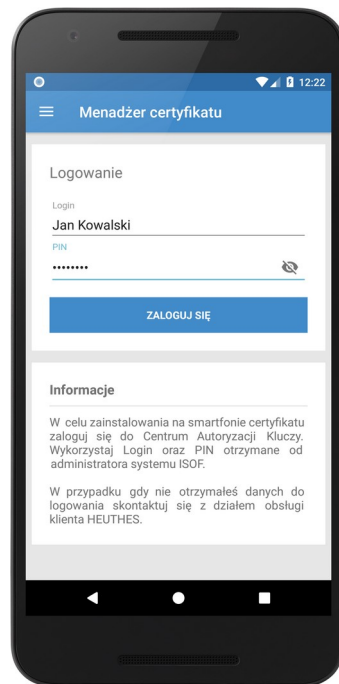 12:22
Menadżer certyfikatu
Logowanie
Login
Jan Kowalski
PIN
••••••••
ZALOGUJ SIĘ
Informacje
W celu zainstalowania na smartfonie certyfikatu
zaloguj się do Centrum Autoryzacji Kluczy.
Wykorzystaj Login oraz PIN otrzymane od
administratora systemu ISOF.
W przypadku gdy nie otrzymałeś danych do
logowania skontaktuj się z działem obsługi
klienta HEUTHES.